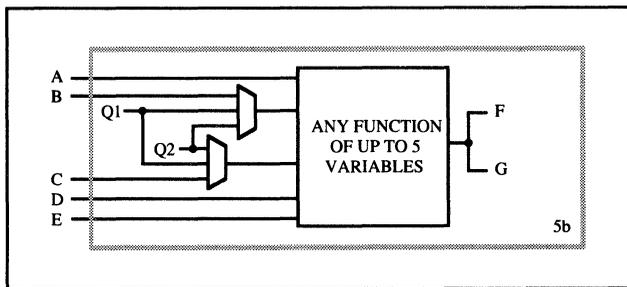 A
B
Q1
Q2
C
D
E
ANY FUNCTION
OF UP TO 5
VARIABLES
F
G
5b